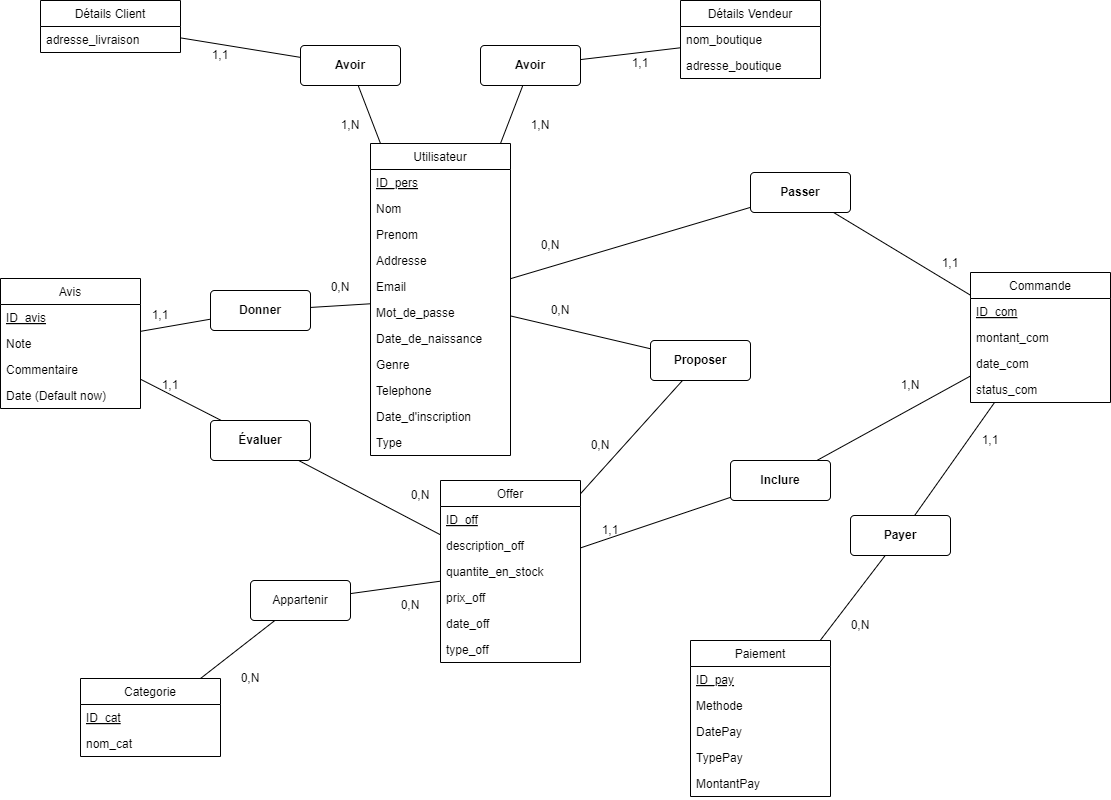 Détails Client
adresse_livraison
1,1
Avoir
1,N
Détails Vendeur
nom_boutique
adresse_boutique
1,1
Avoir
1,N
Utilisateur
ID_pers
Nom
Prenom
Addresse
Email
Mot_de_passe
Date_de_naissance
Genre
Telephone
Date_d'inscription
Type
Passer
0,N
1,1
Commande
ID_com
montant_com
date_com
status_com
Avis
ID_avis
Note
Commentaire
Date (Default now)
1,1
Donner
0,N
0,N
Proposer
0,N
1,1
Évaluer
0,N
1,N
Inclure
1,1
Offer
ID_off
description_off
quantite_en_stock
prix_off
date_off
type_off
1,1
Payer
0,N
Appartenir
0,N
0,N
Categorie
ID_cat
nom_cat
Paiement
ID_pay
Methode
DatePay
TypePay
MontantPay